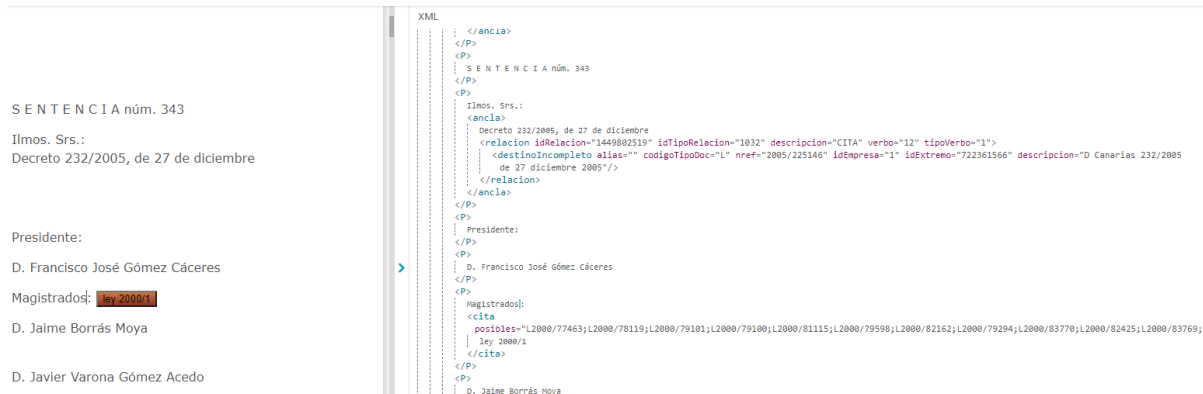 S E N T E N C I A núm. 343
Ilmos. Srs.:
Decreto 232/2005, de 27 de diciembre
Presidente:
D. Francisco José Gómez Cáceres
Magistrados: ley 2000/1
D. Jaime Borrás Moya
D. Javier Varona Gómez Acedo
XML
</ancla>
</P>
<P>
S E N T E N C I A núm. 343
</P>
<P>
Ilmos. Srs.:
<ancla>
Decreto 232/2005, de 27 de diciembre
<relacion idRelacion="1449802519" idTipoRelacion="1032" descripcion="CITA" verbo="12" tipoVerbo="1">
<destinoIncompleto alias="" codigoTipoDoc="L" nref="2005/225146" idEmpresa="1" idExtremo="722361566" descripcion="D Canarias 232/2005
de 27 diciembre 2005"/>
</relacion>
</ancla>
</P>
<P>
Presidente:
</P>
<P>
D. Francisco José Gómez Cáceres
</P>
<P>
Magistrados:
<cita
posibles="L2000/77463;L2000/78119;L2000/79101;L2000/79100;L2000/81115;L2000/79598;L2000/82162;L2000/79294;L2000/83770;L2000/82425;L2000/83769;
ley 2000/1
</cita>
</P>
<P>
D. Jaime Borrás Moya